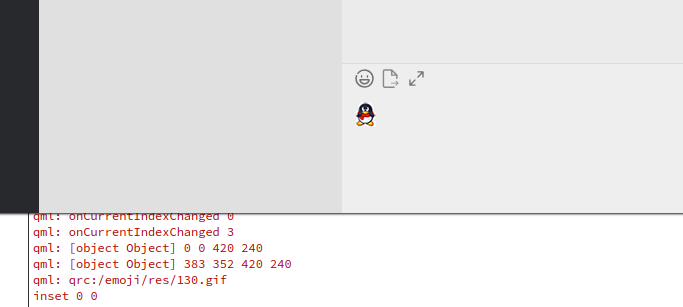 qml: onCurrentIndexChanged 0
qml: onCurrentIndexChanged 3
qml: [object Object] 0 0 420 240
qml: [object Object] 383 352 420 240
qml: qrc:/emoji/res/130.gif
inset 0 0